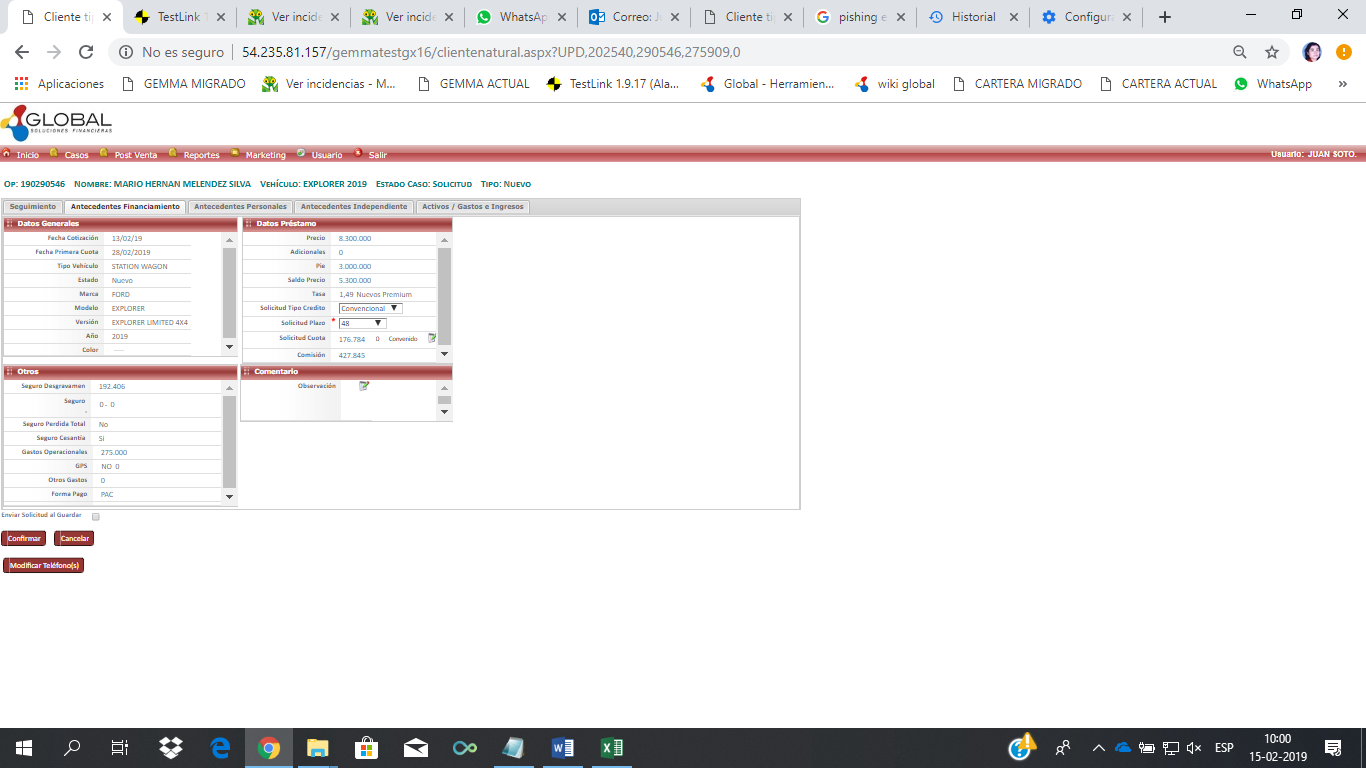 Cliente ti
TestLink 1
Ver incide
Ver incide
WhatsAp
Correo: Ji
Cliente tip
pishing e
Historial
Configura
No es seguro | 54.235.81.157/gemmatestgx16/clientenatural.aspx?UPD,202540,290546,275909,0
Aplicaciones GEMMA MIGRADO Ver incidencias - M... GEMMA ACTUAL TestLink 1.9.17 (Ala... Global - Herramien... wiki global CARTERA MIGRADO CARTERA ACTUAL WhatsApp »
GLOBAL
SOLUCIONES FINANCIERAS
Inicio Casos Post Venta Reportes Marketing Usuario Salir Usuario: JUAN SOTO.
Op: 190290546 Nombre: MARIO HERNAN MELENDEZ SILVA Vehículo: EXPLORER 2019 Estado Caso: Solicitud Tipo: Nuevo
Seguimiento Antecedentes Financiamiento Antecedentes Personales Antecedentes Independiente Activos / Gastos e Ingresos
Datos Generales
Fecha Cotización 13/02/19
Fecha Primera Cuota 28/02/2019
Tipo Vehículo STATION WAGON
Estado Nuevo
Marca FORD
Modelo EXPLORER
Versión EXPLORER LIMITED 4X4
Año 2019
Color ----
Datos Préstamo
Precio 8.300.000
Adicionales 0
Pie 3.000.000
Saldo Precio 5.300.000
Tasa 1,49 Nuevos Premium
Solicitud Tipo Credito Convencional
Solicitud Plazo * 48
Solicitud Cuota 176.784 0 Convenido
Comisión 427.845
Otros
Seguro Desgravamen 192.406
Seguro 0 - 0
Seguro Perdida Total No
Seguro Cesantía Si
Gastos Operacionales 275.000
GPS NO 0
Otros Gastos 0
Forma Pago PAC
Comentario
Observación
Enviar Solicitud al Guardar
Confirmar Cancelar
Modificar Teléfono(s)
ESP
10:00
15-02-2019